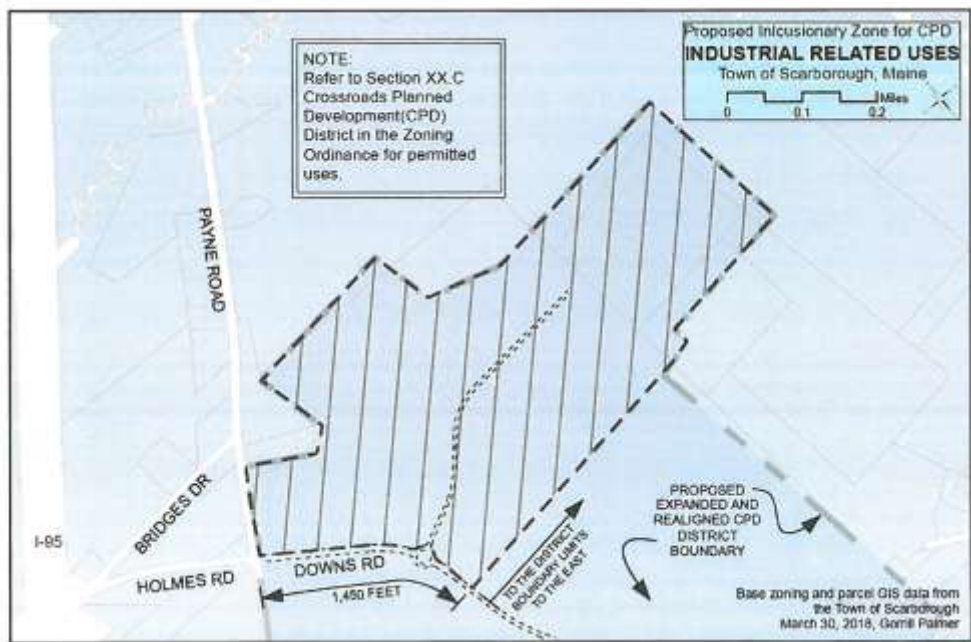 Proposed Inlcusionary Zone for CPD
INDUSTRIAL RELATED USES
Town of Scarborough, Maine
Miles
0 0.1 0.2
NOTE:
Refer to Section XX.C
Crossroads Planned
Development(CPD)
District in the Zoning
Ordinance for permitted
uses.
PAYNE ROAD
BRIDGES DR
I-95
HOLMES RD
DOWNS RD
1,450 FEET
TO THE DISTRICT
BOUNDARY LIMITS
TO THE EAST
PROPOSED
EXPANDED AND
REALIGNED CPD
DISTRICT
BOUNDARY
Base zoning and parcel GIS data from
the Town of Scarborough
March 30, 2018, Gorrill Palmer